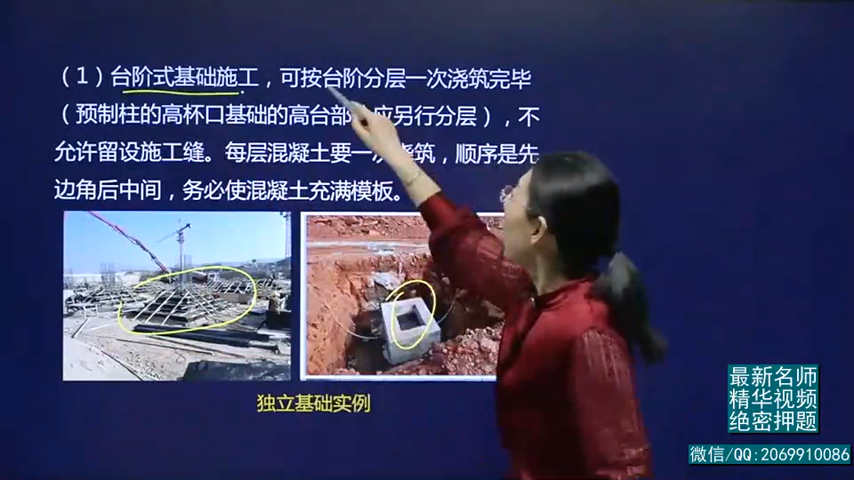 （1）台阶式基础施工，可按台阶分层一次浇筑完毕
（预制柱的高杯口基础的高台部应另行分层），不
允许留设施工缝。每层混凝土要一次浇筑，顺序是先
边角后中间，务必使混凝土充满模板。
独立基础实例
最新名师
精华视频
绝密押题
微信/QQ:2069910086